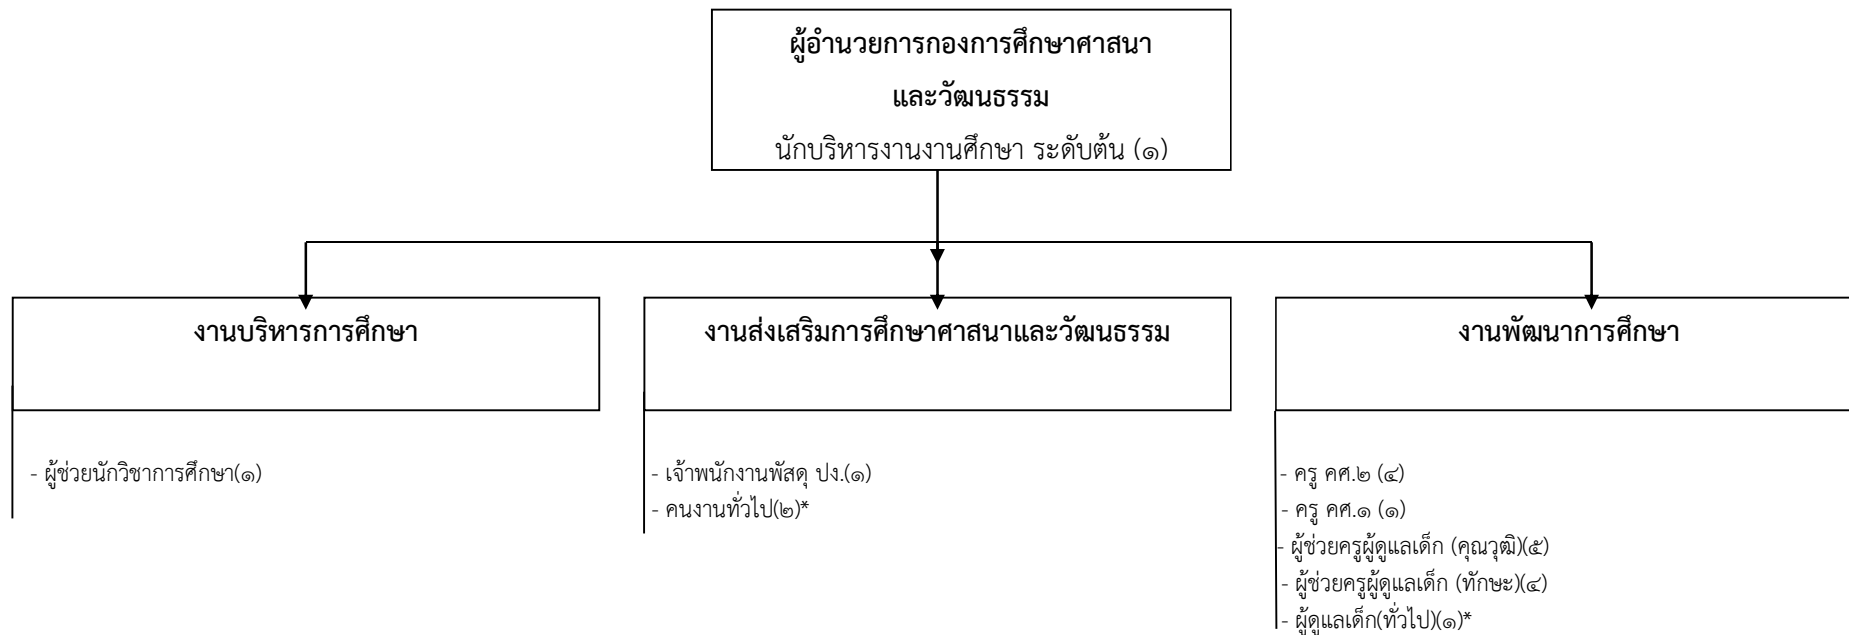 ผู้อำนวยการกองการศึกษาศาสนา
และวัฒนธรรม
นักบริหารงานงานศึกษา ระดับต้น (๑)
งานบริหารการศึกษา
- ผู้ช่วยนักวิชาการศึกษา(๑)
งานส่งเสริมการศึกษาศาสนาและวัฒนธรรม
- เจ้าพนักงานพัสดุ ปง.(๑)
- คนงานทั่วไป(๒)*
งานพัฒนาการศึกษา
- ครู คศ.๒ (๔)
- ครู คศ.๑ (๑)
- ผู้ช่วยครูผู้ดูแลเด็ก (คุณวุฒิ)(๕)
- ผู้ช่วยครูผู้ดูแลเด็ก (ทักษะ)(๔)
- ผู้ดูแลเด็ก(ทั่วไป)(๑)*